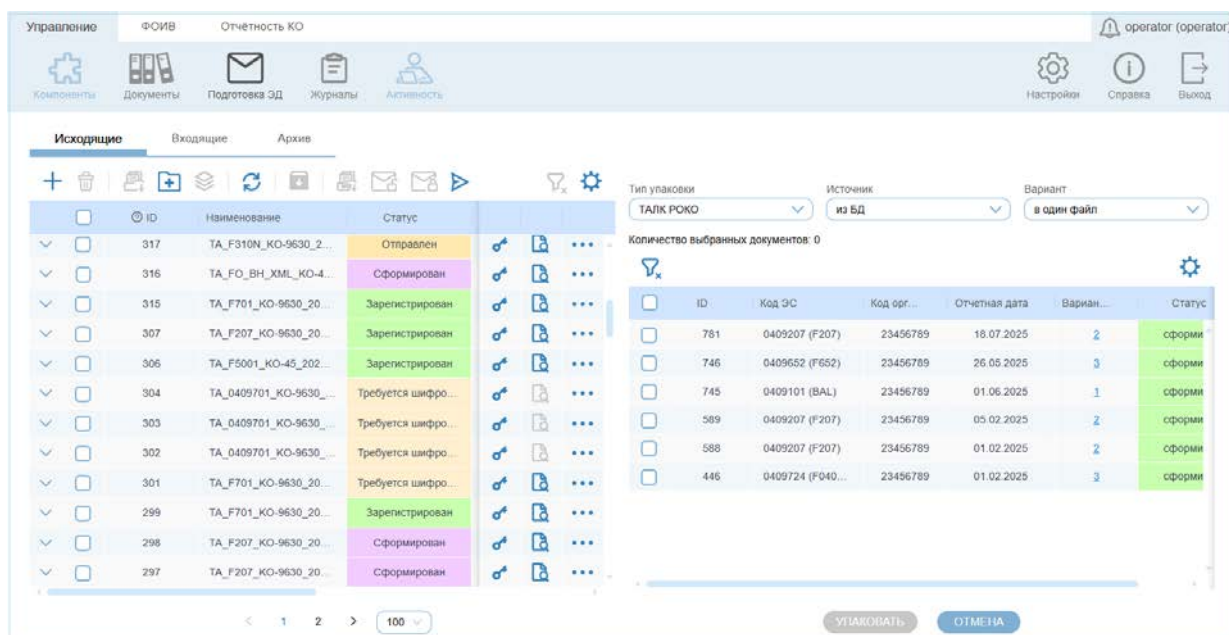 Управление ФОИВ Отчётность КО operator (operator)
Компоненты Документы Подготовка ЭД Журналы Активность Настройки Справка Выход
Исходящие Входящие Архив
Тип упаковки Источник Вариант
ТАЛК РОКО из БД в один файл
Количество выбранных документов: 0
ID Наименование Статус
317 TA_F310N_KO-9630_2... Отправлен
316 TA_FO_BH_XML_KO-4... Сформирован
315 TA_F701_KO-9630_20... Зарегистрирован
307 TA_F207_KO-9630_20... Зарегистрирован
306 TA_F5001_KO-45_202... Зарегистрирован
304 TA_0409701_KO-9630_... Требуется шифро...
303 TA_0409701_KO-9630_... Требуется шифро...
302 TA_0409701_KO-9630_... Требуется шифро...
301 TA_F701_KO-9630_20... Требуется шифро...
299 TA_F701_KO-9630_20... Зарегистрирован
298 TA_F207_KO-9630_20... Сформирован
297 TA_F207_KO-9630_20... Сформирован
1 2 100
ID Код ЭС Код орг... Отчетная дата Вариан... Статус
781 0409207 (F207) 23456789 18.07.2025 2 сформи
746 0409652 (F652) 23456789 26.05.2025 3 сформи
745 0409101 (BAL) 23456789 01.06.2025 1 сформи
589 0409207 (F207) 23456789 05.02.2025 2 сформи
588 0409207 (F207) 23456789 01.02.2025 2 сформи
446 0409724 (F040... 23456789 01.02.2025 3 сформи
УПАКОВАТЬ ОТМЕНА